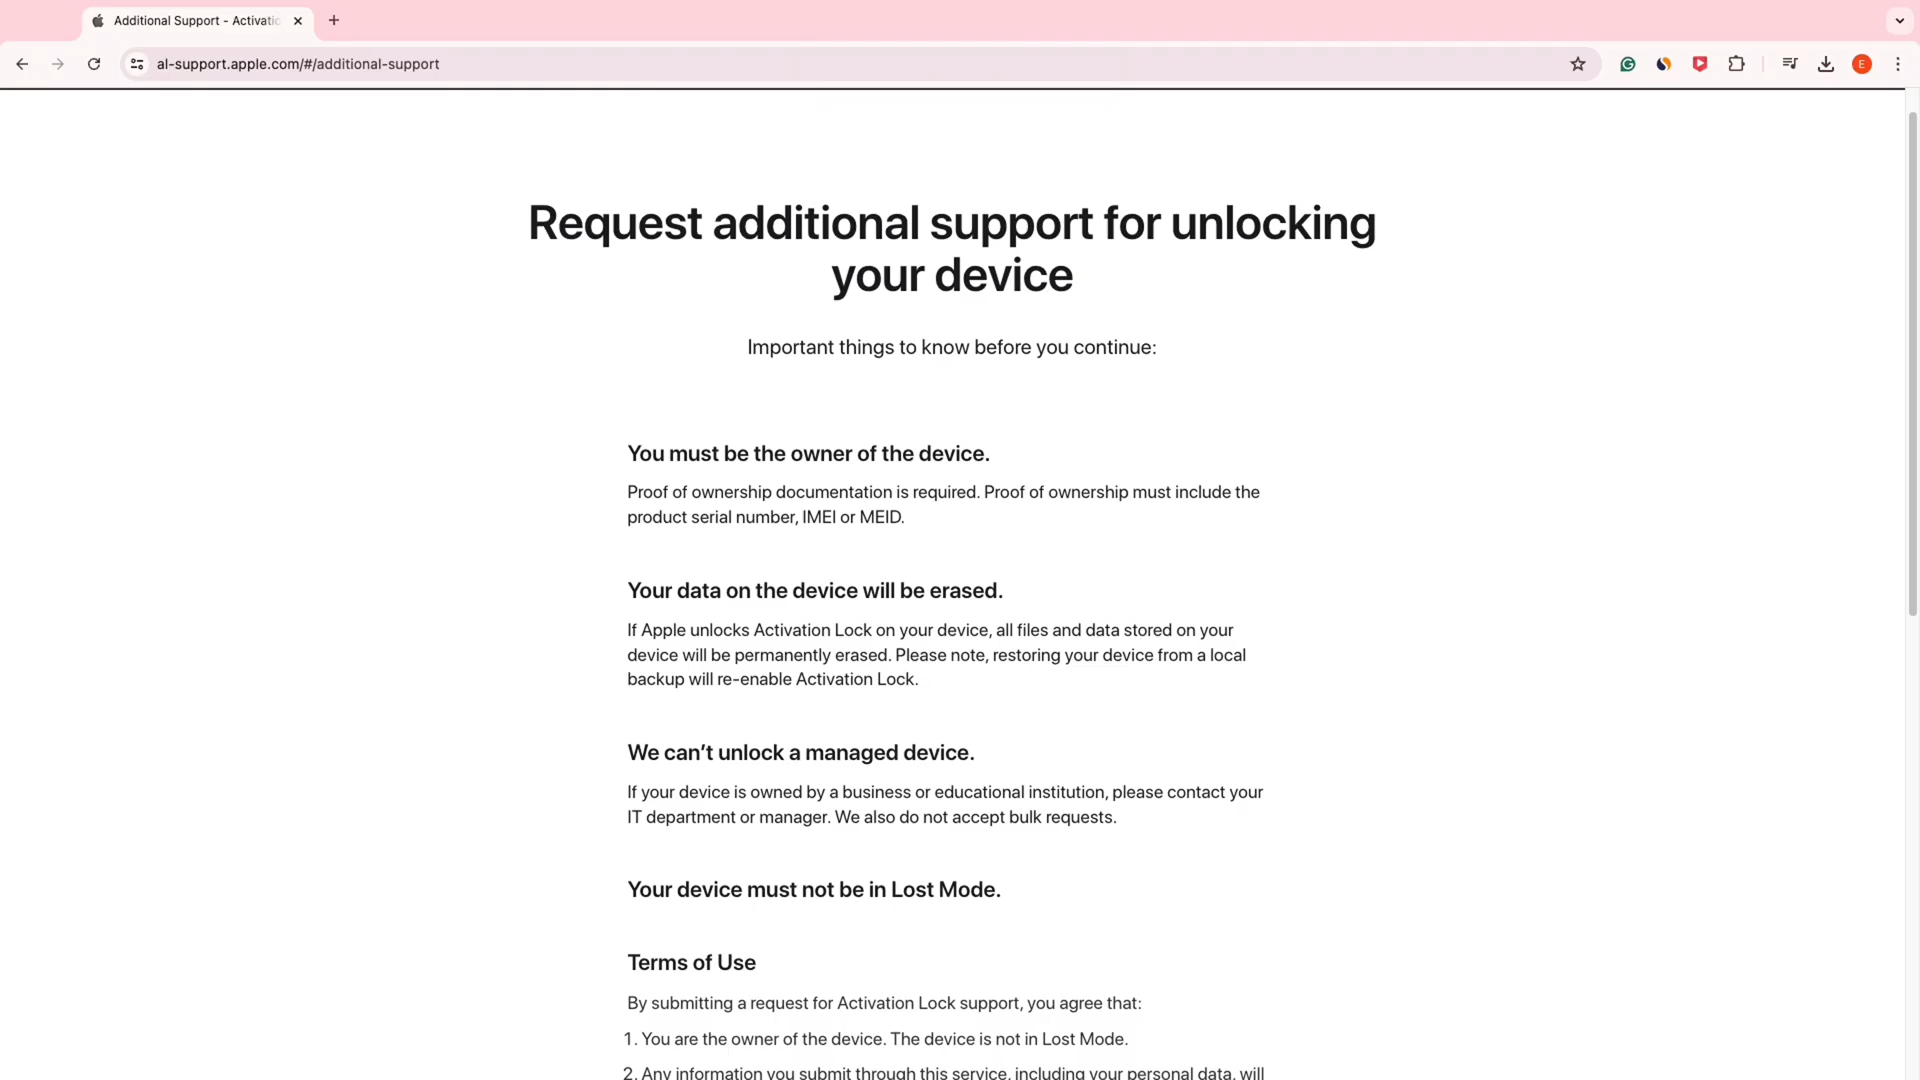 Additional Support - Activatio
al-support.apple.com/#/additional-support
E
Request additional support for unlocking
your device
Important things to know before you continue:
You must be the owner of the device.
Proof of ownership documentation is required. Proof of ownership must include the
product serial number, IMEI or MEID.
Your data on the device will be erased.
If Apple unlocks Activation Lock on your device, all files and data stored on your
device will be permanently erased. Please note, restoring your device from a local
backup will re-enable Activation Lock.
We can’t unlock a managed device.
If your device is owned by a business or educational institution, please contact your
IT department or manager. We also do not accept bulk requests.
Your device must not be in Lost Mode.
Terms of Use
By submitting a request for Activation Lock support, you agree that:
1. You are the owner of the device. The device is not in Lost Mode.
2. Any information you submit through this service, including your personal data, will